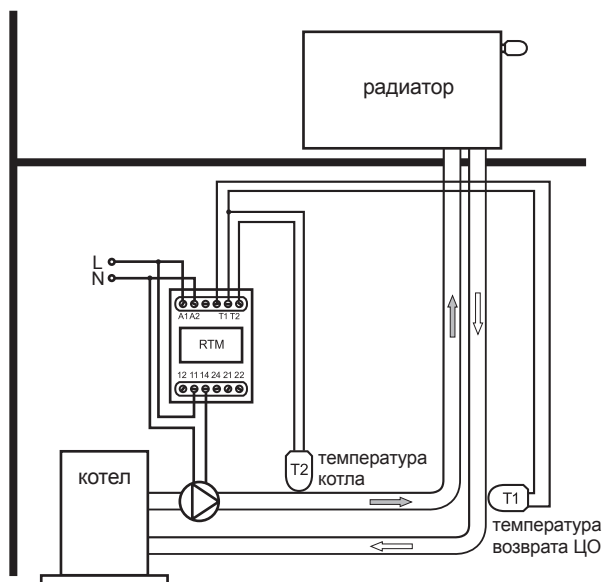 радиатор
L
N
A1 A2 T1 T2
RTM
12 11 14 24 21 22
котел
T2
температура
котла
T1
температура
возврата ЦО